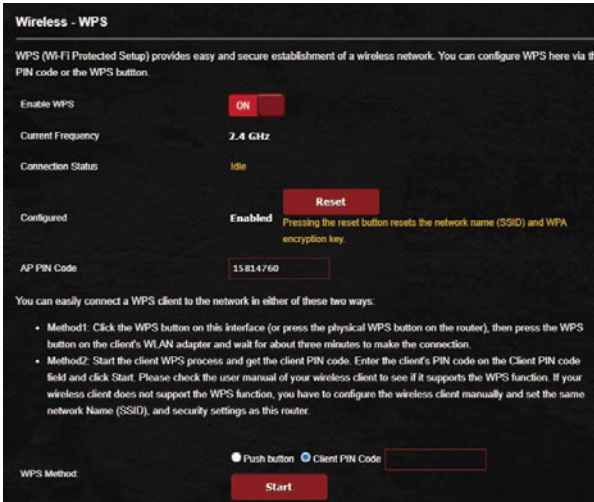 Wireless - WPS
WPS (Wi-Fi Protected Setup) provides easy and secure establishment of a wireless network. You can configure WPS here via th
PIN code or the WPS buttton.
Enable WPS ON
Current Frequency 2.4 GHz
Connection Status Idle
Reset
Configured Enabled Pressing the reset button resets the network name (SSID) and WPA
encryption key.
AP PIN Code 15814760
You can easily connect a WPS client to the network in either of these two ways:
• Method1: Click the WPS button on this interface (or press the physical WPS button on the router), then press the WPS
button on the client's WLAN adapter and wait for about three minutes to make the connection.
• Method2: Start the client WPS process and get the client PIN code. Enter the client's PIN code on the Client PIN code
field and click Start. Please check the user manual of your wireless client to see if it supports the WPS function. If your
wireless client does not support the WPS function, you have to configure the wireless client manually and set the same
network Name (SSID), and security settings as this router.
Push button Client PIN Code
WPS Method:
Start